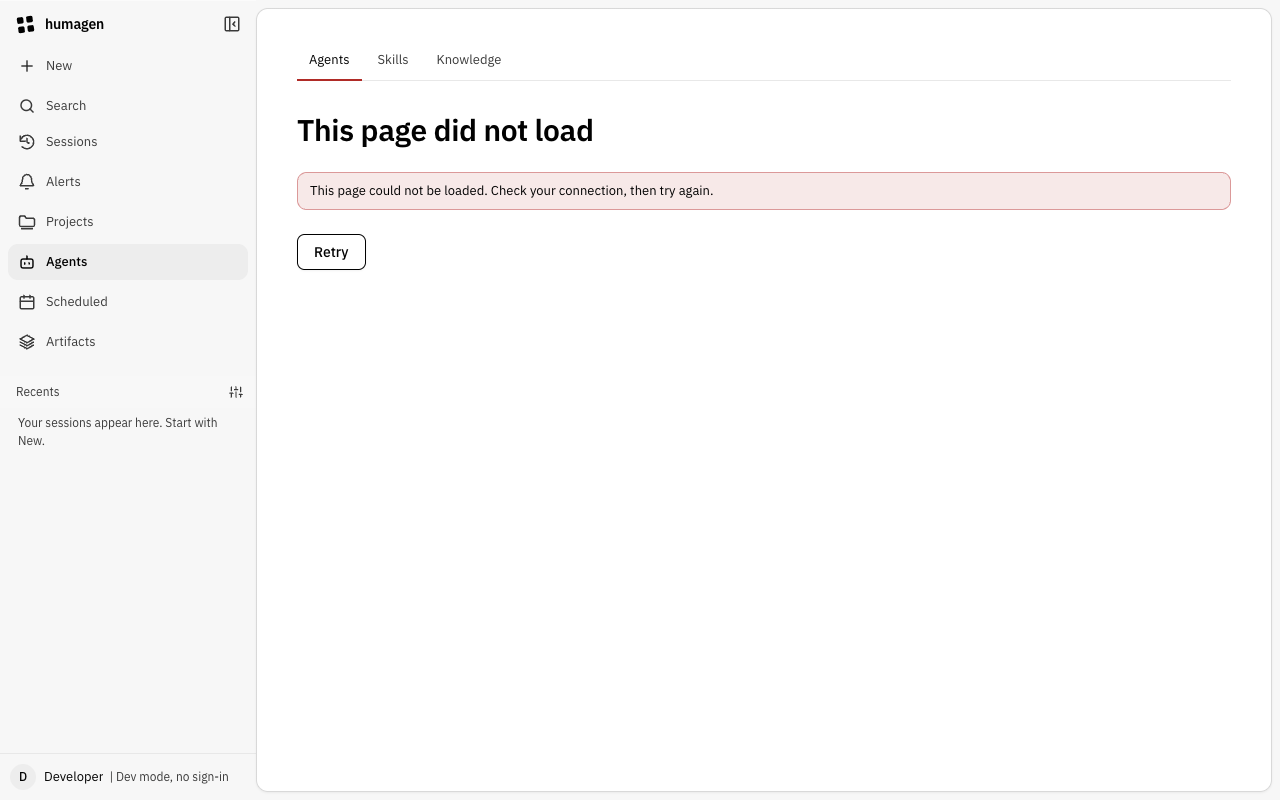 humagen
New
Search
Sessions
Alerts
Projects
Agents
Scheduled
Artifacts
Recents
Your sessions appear here. Start with
New.
D
Developer | Dev mode, no sign-in
Agents
Skills
Knowledge
This page did not load
This page could not be loaded. Check your connection, then try again.
Retry